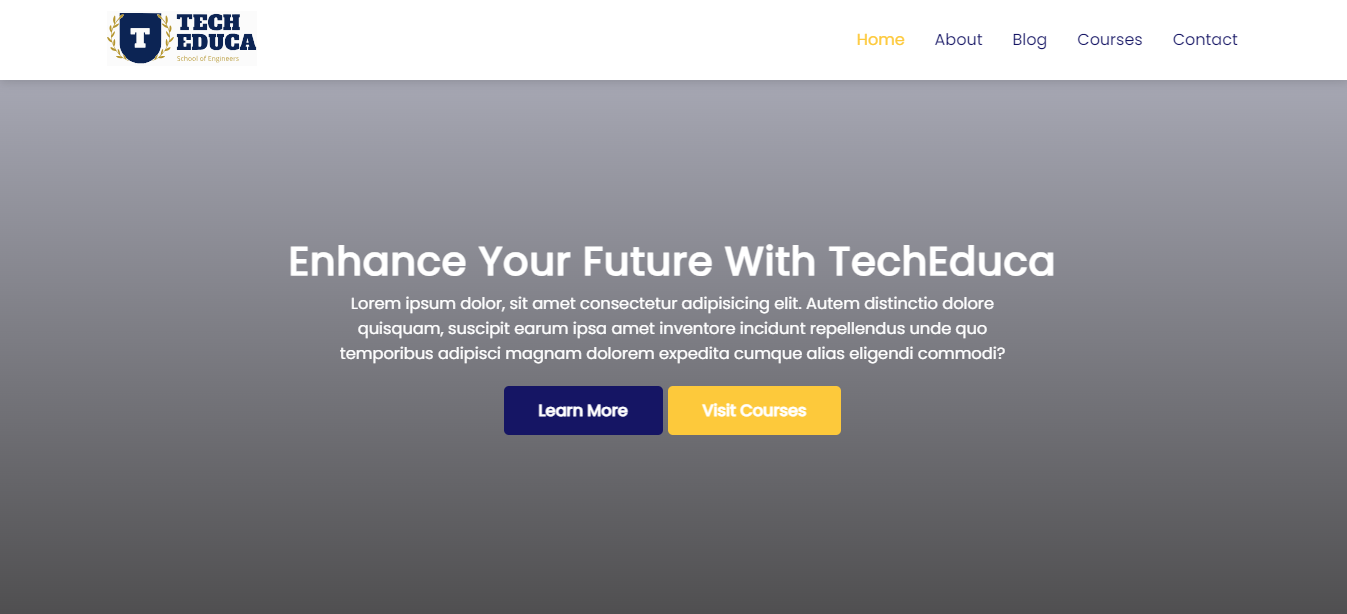 T
TECH
EDUCA
School of Engineers
Home About Blog Courses Contact
Enhance Your Future With TechEduca
Lorem ipsum dolor, sit amet consectetur adipisicing elit. Autem distinctio dolore
quisquam, suscipit earum ipsa amet inventore incidunt repellendus unde quo
temporibus adipisci magnam dolorem expedita cumque alias eligendi commodi?
Learn More Visit Courses